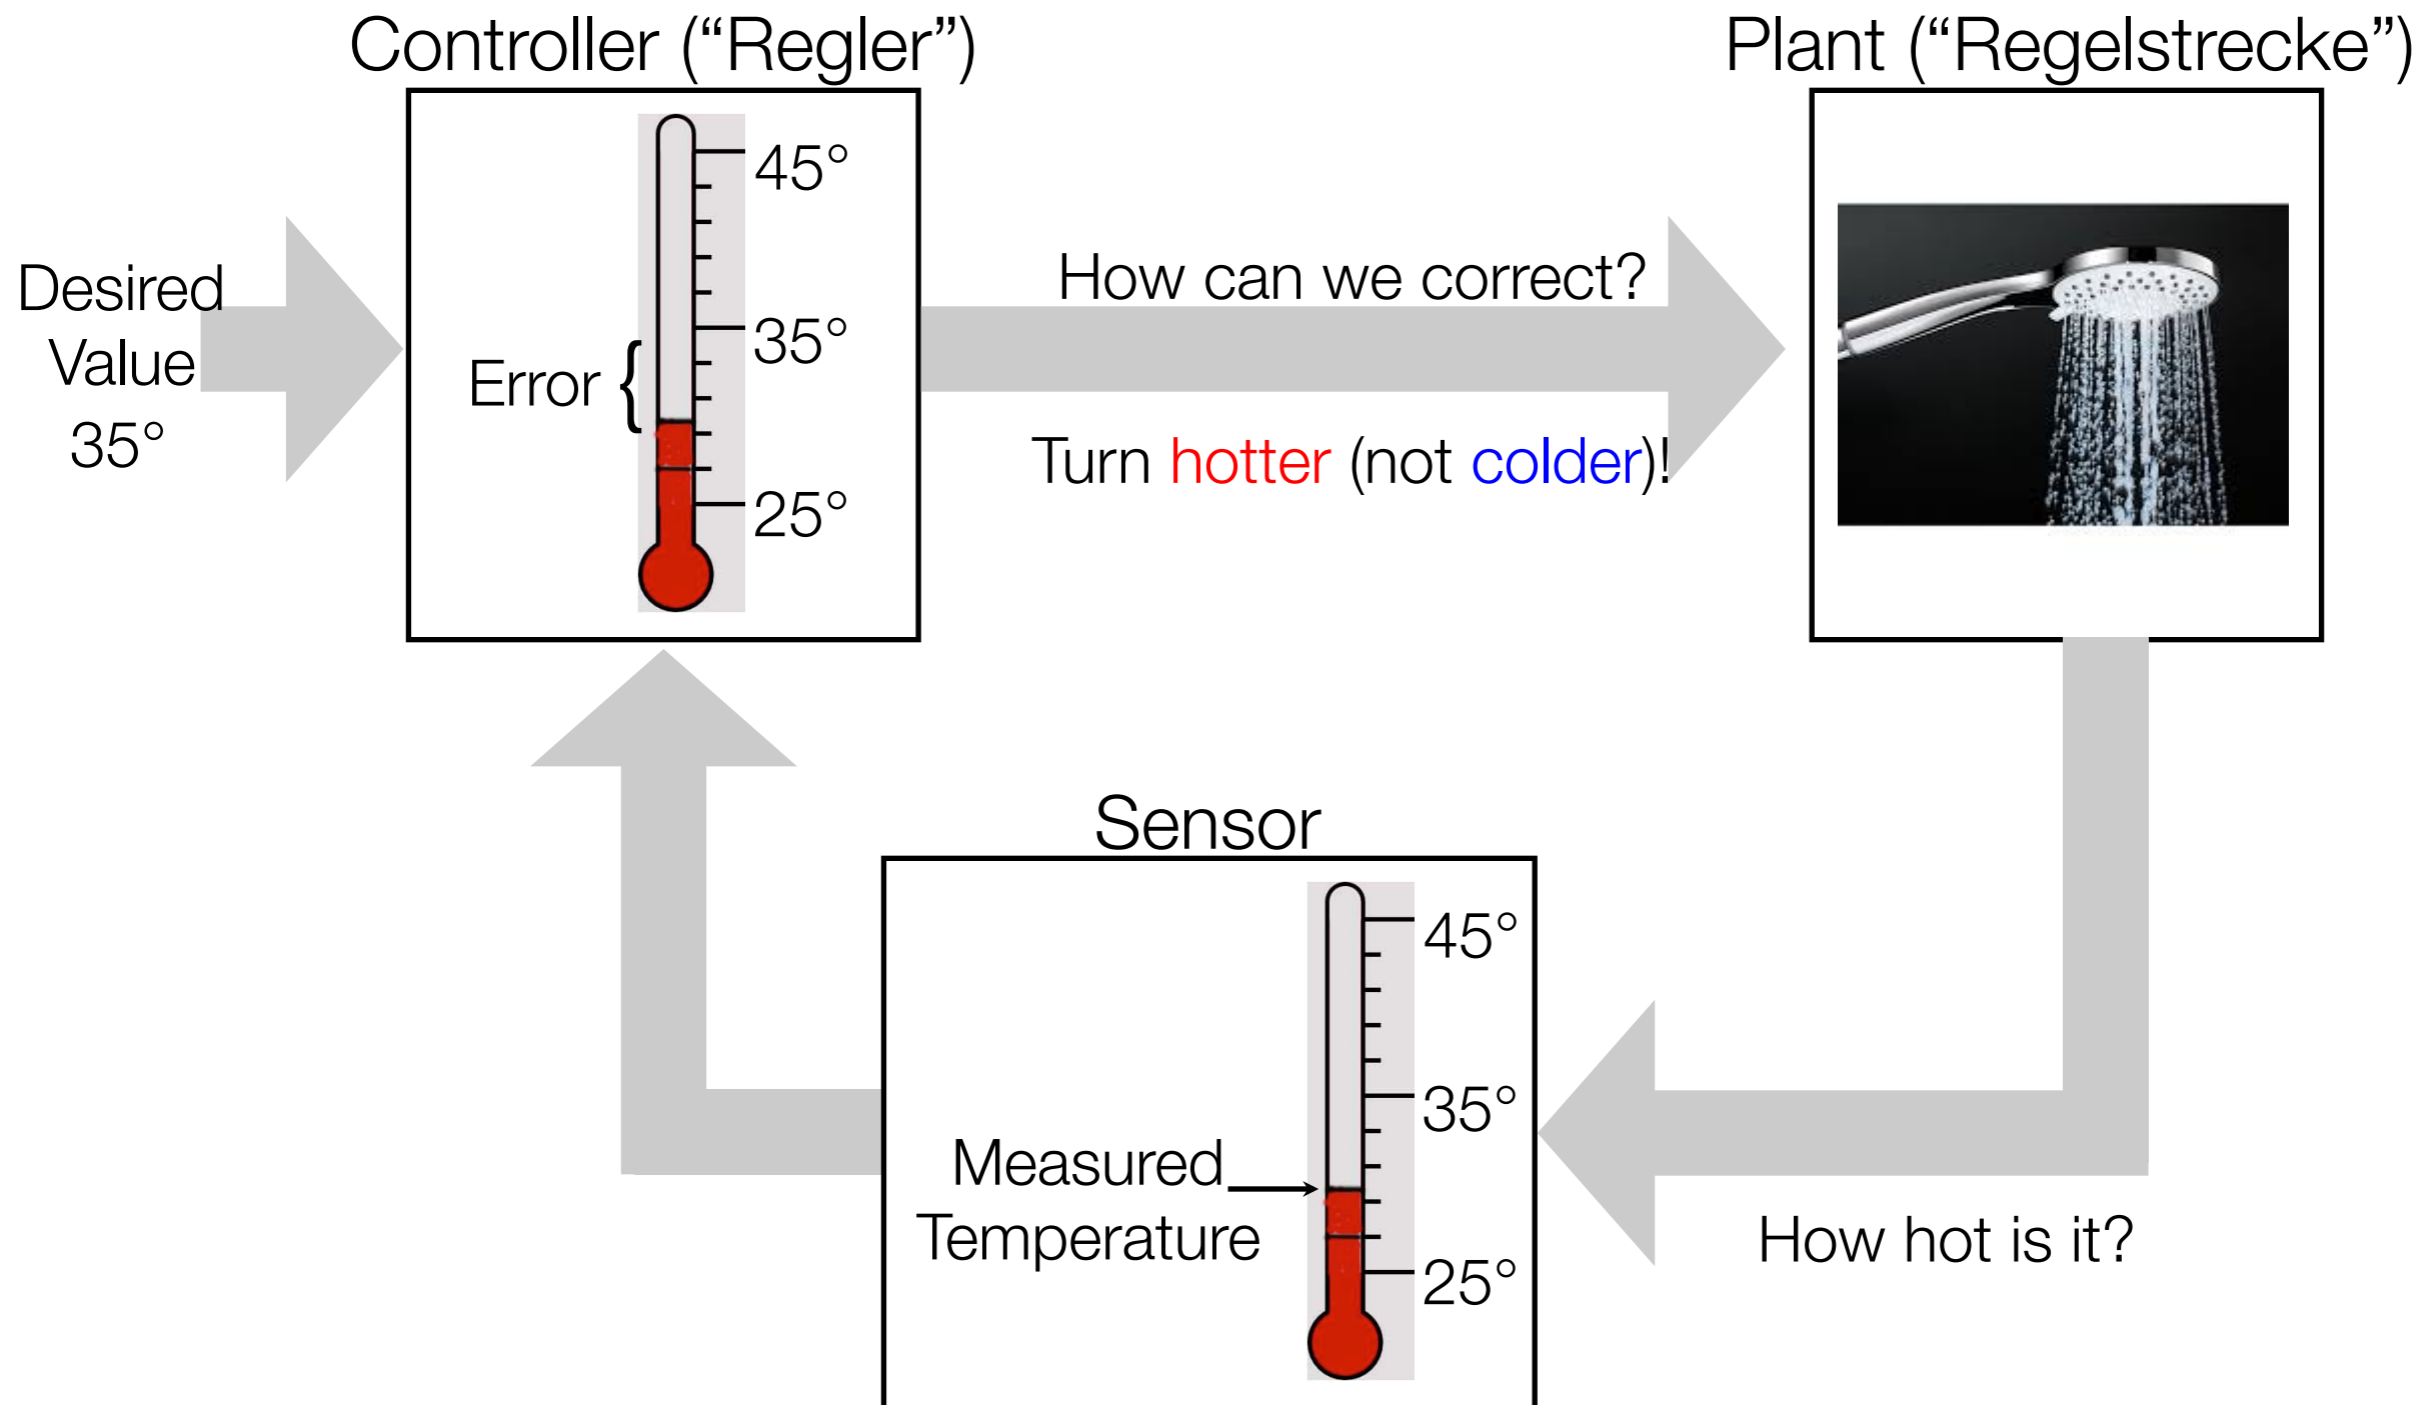 Controller (“Regler”)
Plant (“Regelstrecke”)
Desired
Value
35°
Error {
45°
35°
25°
How can we correct?
Turn hotter (not colder)!
Sensor
Measured
Temperature
45°
35°
25°
How hot is it?